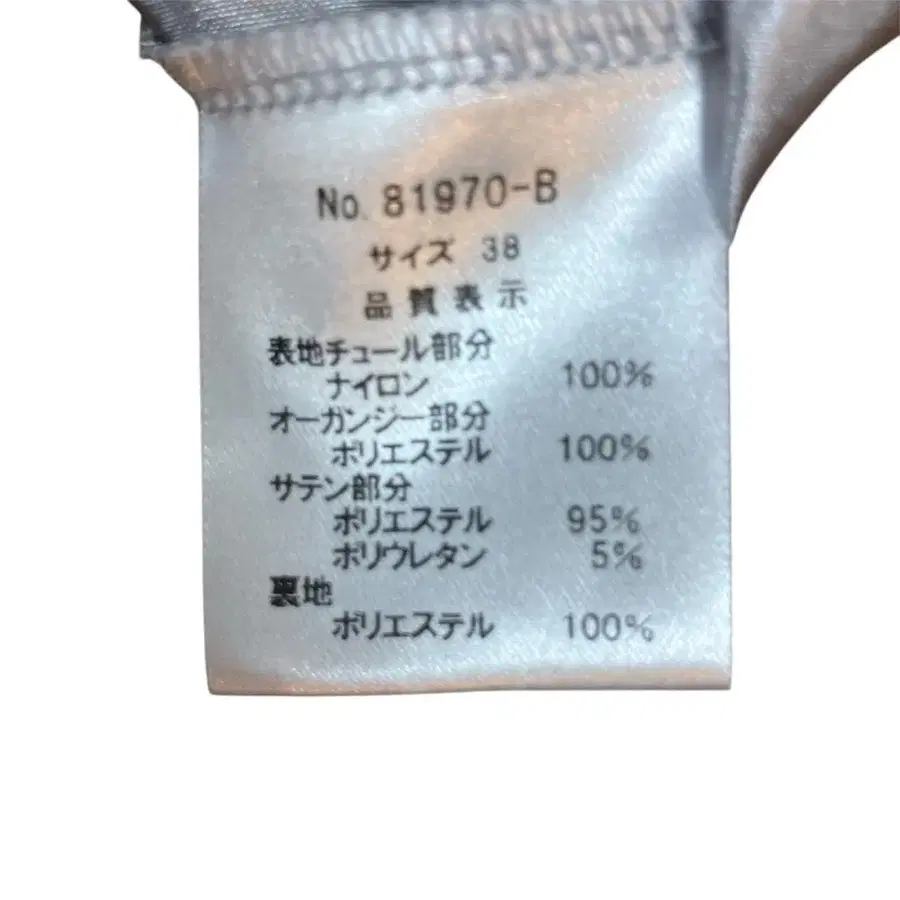 No. 81970-B
サイズ 38
品質表示
表地チュール部分
ナイロン 100%
オーガンジー部分
ポリエステル 100%
サテン部分
ポリエステル 95%
ポリウレタン 5%
裏地
ポリエステル 100%